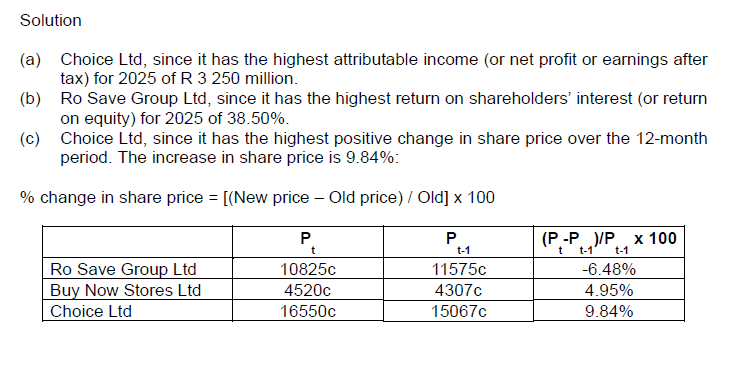 Solution
(a) Choice Ltd, since it has the highest attributable income (or net profit or earnings after
tax) for 2025 of R 3 250 million.
(b) Ro Save Group Ltd, since it has the highest return on shareholders' interest (or return
on equity) for 2025 of 38.50%.
(c) Choice Ltd, since it has the highest positive change in share price over the 12-month
period. The increase in share price is 9.84%:
% change in share price = [(New price – Old price) / Old] x 100
Pt Pt-1 (Pt-Pt-1)/Pt-1 x 100
Ro Save Group Ltd 10825c 11575c -6.48%
Buy Now Stores Ltd 4520c 4307c 4.95%
Choice Ltd 16550c 15067c 9.84%